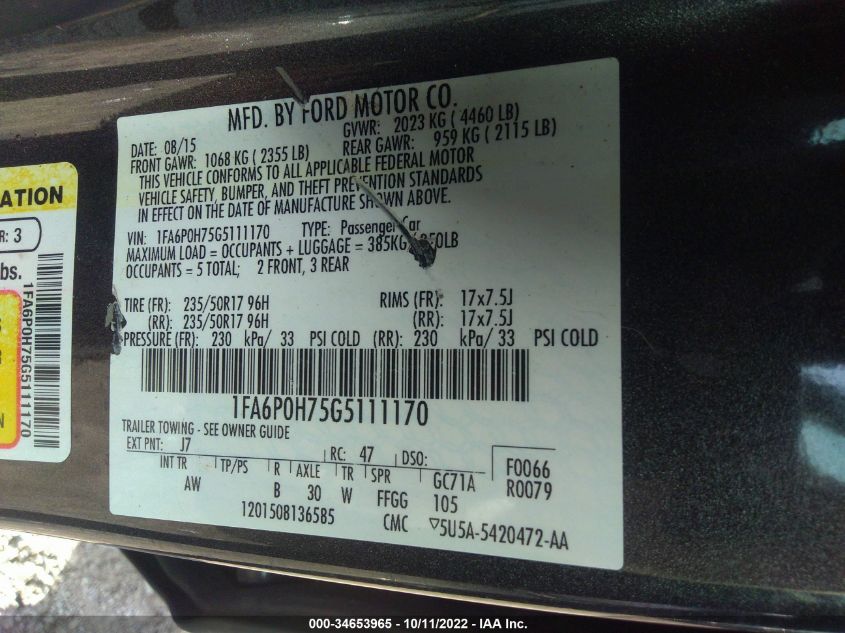 MFD. BY FORD MOTOR CO.
DATE: 08/15 GVWR: 2023 KG ( 4460 LB)
FRONT GAWR: 1068 KG ( 2355 LB) REAR GAWR: 959 KG ( 2115 LB)
THIS VEHICLE CONFORMS TO ALL APPLICABLE FEDERAL MOTOR
VEHICLE SAFETY, BUMPER, AND THEFT PREVENTION STANDARDS
IN EFFECT ON THE DATE OF MANUFACTURE SHOWN ABOVE.
VIN: 1FA6P0H75G5111170 TYPE: Passenger Car
MAXIMUM LOAD = OCCUPANTS + LUGGAGE = 385KG
OCCUPANTS = 5 TOTAL; 2 FRONT, 3 REAR
TIRE (FR): 235/50R17 96H RIMS (FR): 17x7.5J
(RR): 235/50R17 96H (RR): 17x7.5J
PRESSURE (FR): 230 kPa/ 33 PSI COLD (RR): 230 kPa/ 33 PSI COLD
1FA6P0H75G5111170
TRAILER TOWING - SEE OWNER GUIDE
EXT PNT: J7 RC: 47 DSO: F0066
INT TR TP/PS R AXLE TR SPR GC71A R0079
AW B 30 W FFGG 105
1201508136585 CMC ▽5U5A-5420472-AA
ATION
R: 3
bs.
1FA6P0H75G5111170
N
000-34653965 - 10/11/2022 - IAA Inc.